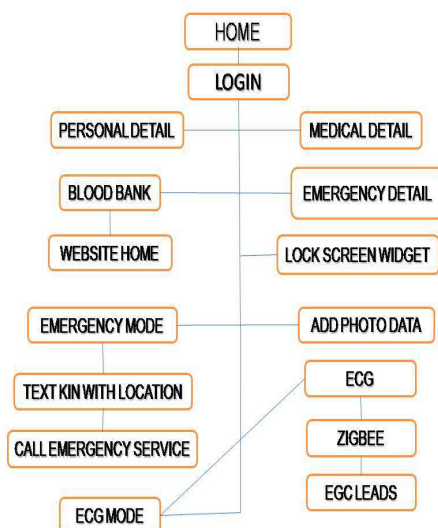 HOME
LOGIN
PERSONAL DETAIL
MEDICAL DETAIL
BLOOD BANK
EMERGENCY DETAIL
WEBSITE HOME
LOCK SCREEN WIDGET
EMERGENCY MODE
ADD PHOTO DATA
TEXT KIN WITH LOCATION
ECG
CALL EMERGENCY SERVICE
ZIGBEE
EGC LEADS
ECG MODE